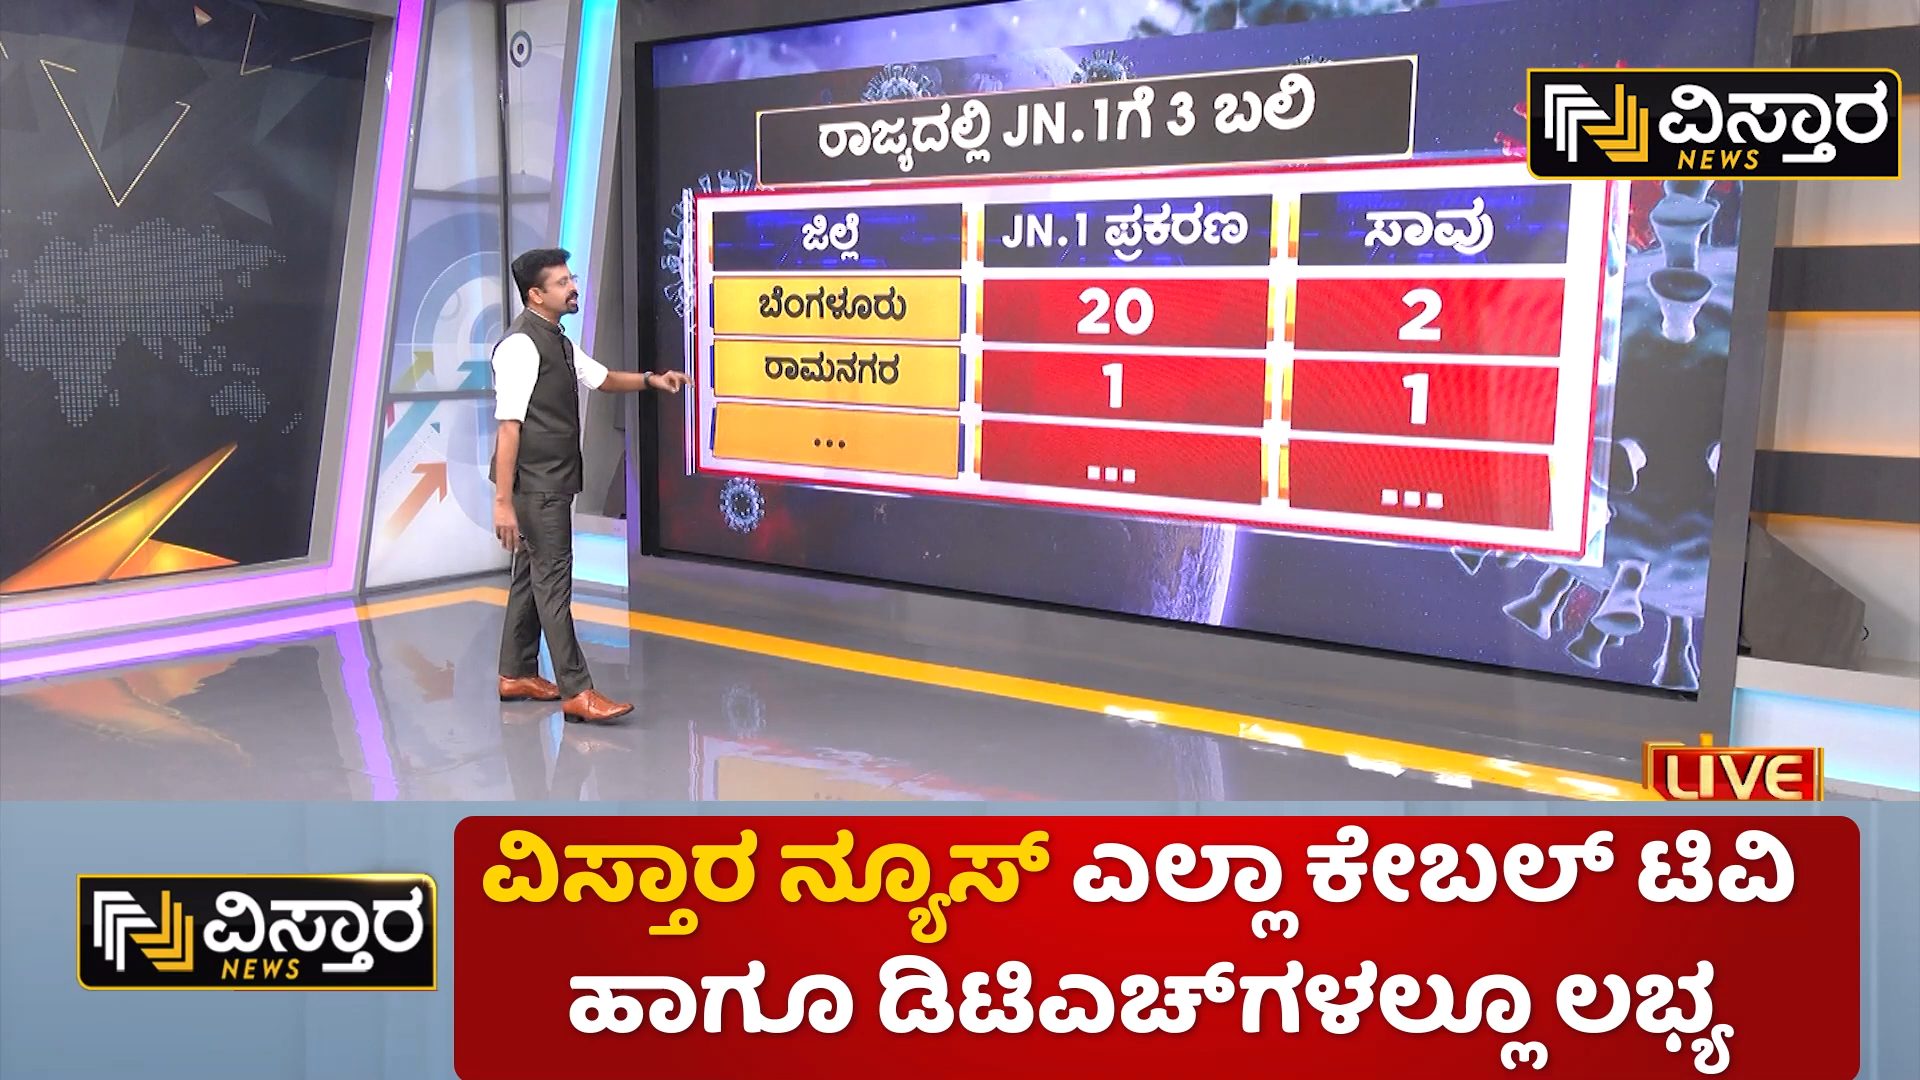 ರಾಜ್ಯದಲ್ಲಿ JN.1ಗೆ 3 ಬಲಿ
ವಿಸ್ತಾರ
NEWS
ಜಿಲ್ಲೆ JN.1 ಪ್ರಕರಣ ಸಾವು
ಬೆಂಗಳೂರು 20 2
ರಾಮನಗರ 1 1
... ... ...
LIVE
ವಿಸ್ತಾರ
NEWS
ವಿಸ್ತಾರ ನ್ಯೂಸ್ ಎಲ್ಲಾ ಕೇಬಲ್ ಟಿವಿ
ಹಾಗೂ ಡಿಟಿಎಚ್‌ಗಳಲ್ಲೂ ಲಭ್ಯ